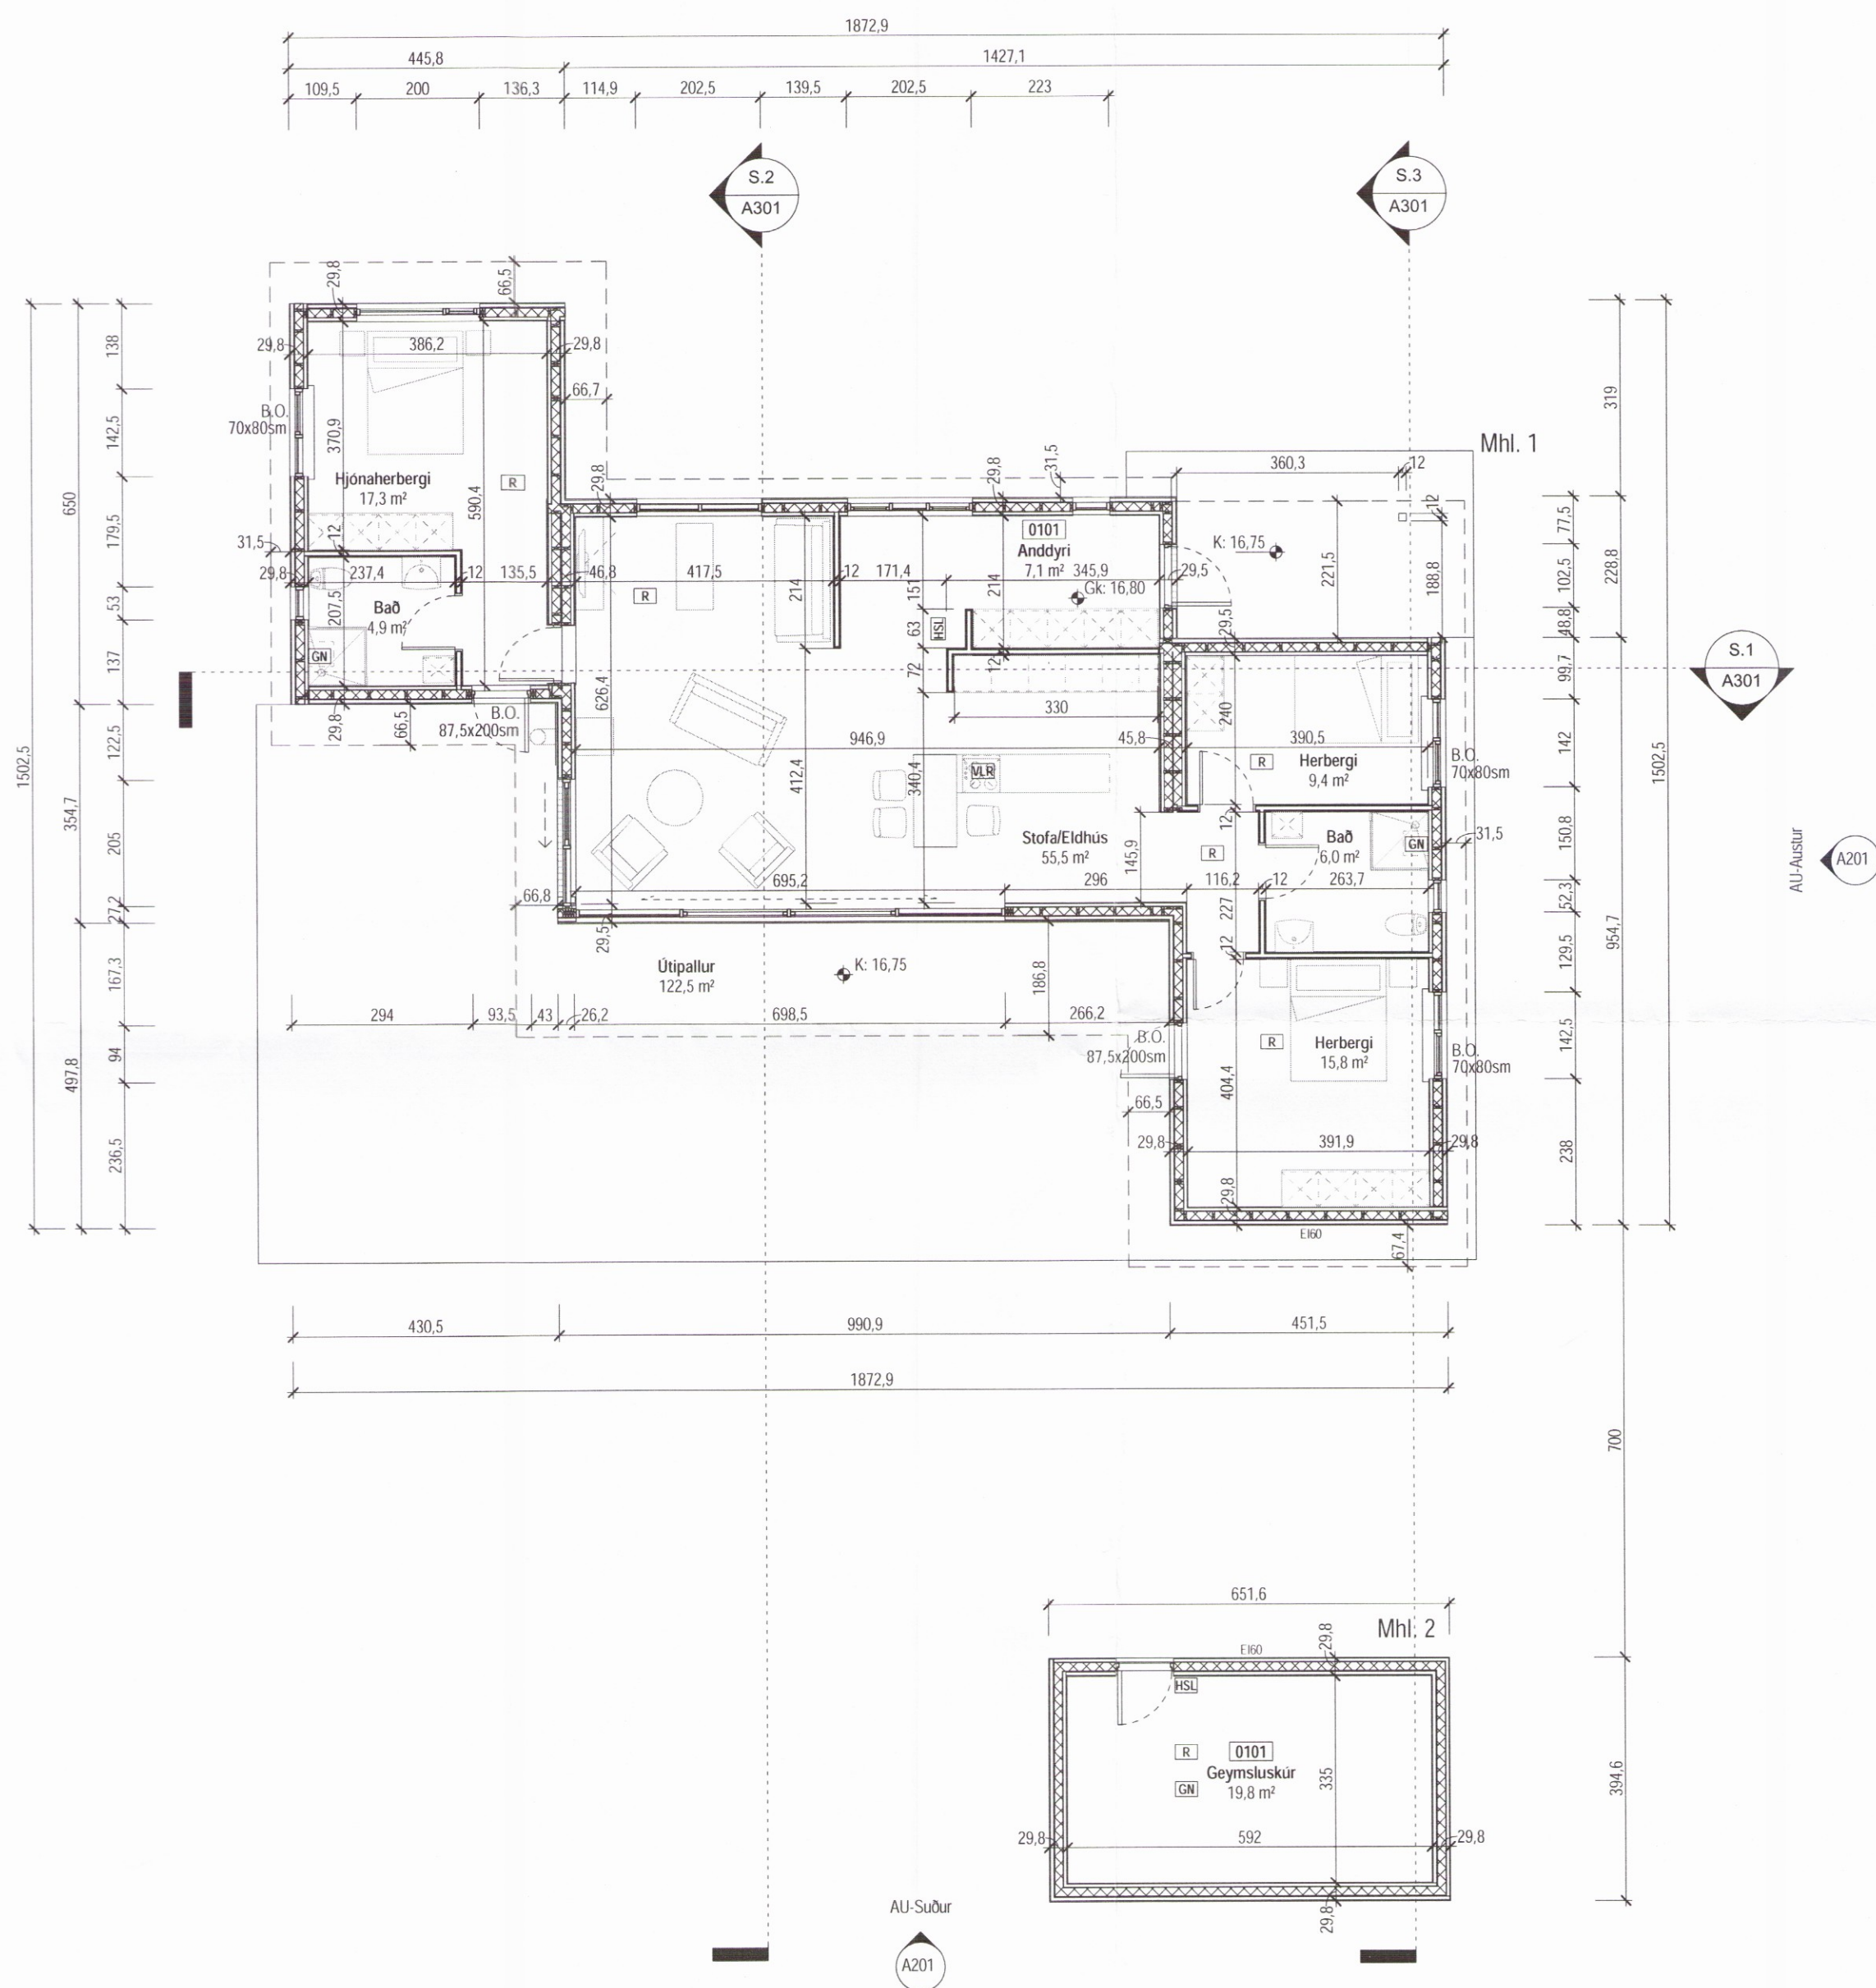 1872,9
445,8 1427,1
109,5 200 136,3 114,9 202,5 139,5 202,5 223
S.2
A301
S.3
A301
29,8
66,5
29,8 386,2 29,8
66,7
B.O.
70x80sm
370,9
Hjónaherbergi
17,3 m²
R
590,4
12
31,5
29,8 237,4 12 135,5 46,8 417,5 12 171,4 345,9 29,5
207,5
Bað
4,9 m²
GN
29,8
66,5
B.O.
87,5x200sm
138
142,5
179,5
53
137
122,5
205
27,2
167,3
94
236,5
650
354,7
497,8
1502,5
29,8
29,8
31,5
R
214
151
63
72
HSL
214
12
0101
Anddyri
7,1 m²
Gk: 16,80
Mhl. 1
360,3 12
12
K: 16,75
221,5
188,8
29,5
626,4
946,9
330
45,8
412,4
340,4
VLR
Stofa/Eldhús
55,5 m²
145,9
66,8
695,2 296 116,2 12 263,7
29,5
240
390,5
R
Herbergi
9,4 m²
B.O.
70x80sm
12
R
Bað
6,0 m²
GN
31,5
227
12
Útipallur
122,5 m²
K: 16,75
186,8
294 93,5 43 26,2 698,5 266,2
B.O.
87,5x200sm
R
Herbergi
15,8 m²
B.O.
70x80sm
404,4
66,5
29,8 391,9 29,8
29,8
EI60
67,4
77,5
102,5
48,8
99,7
142
150,8
52,3
129,5
142,5
238
319
228,8
954,7
700
394,6
1502,5
S.1
A301
AU-Austur
A201
430,5 990,9 451,5
1872,9
651,6
Mhl. 2
EI60
29,8
HSL
R
0101
Geymsluskúr
19,8 m²
GN
335
29,8 592 29,8
29,8
AU-Suður
A201